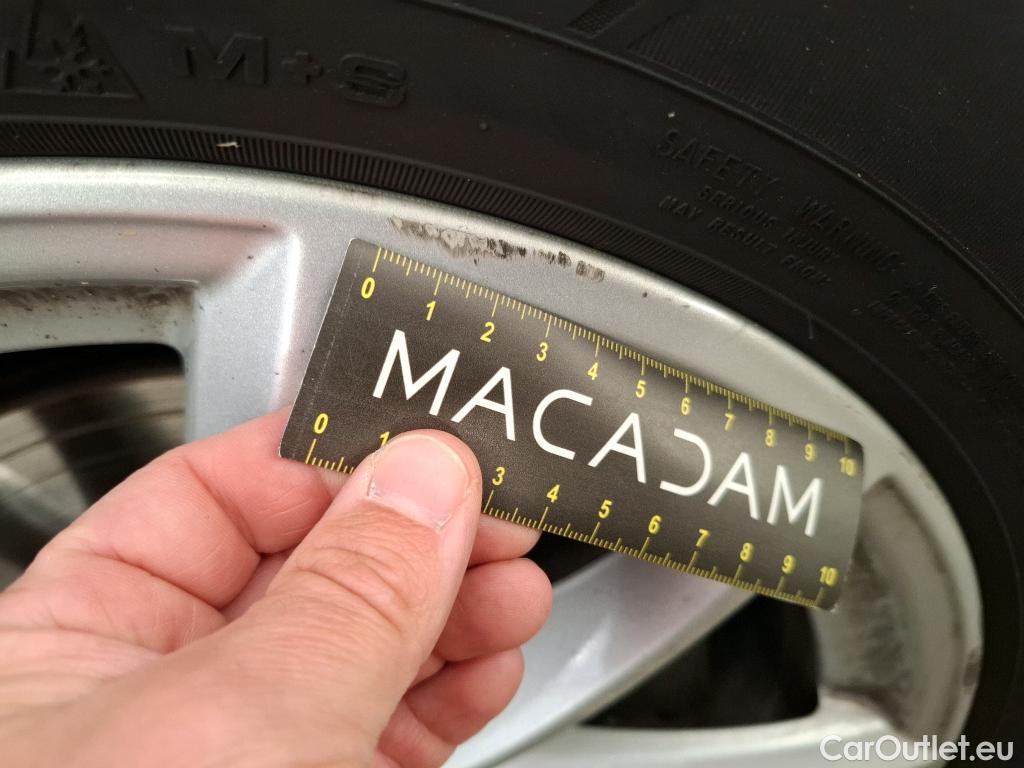 M+S
SAFETY WARNING
SERIOUS INJURY
MAY RESULT FROM
0 1 2 3 4 5 6 7 8 9 10
MACADAM
0 1 3 4 5 6 7 8 9 10
CarOutlet.eu